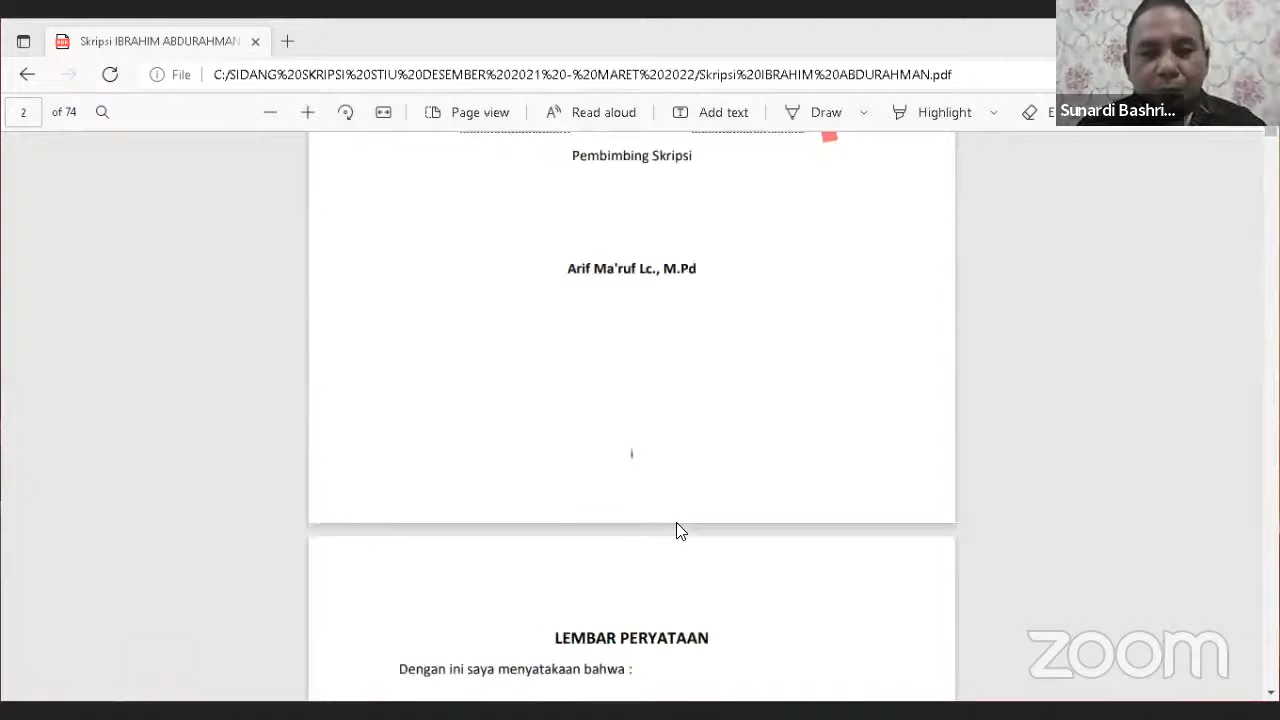 Skripsi IBRAHIM ABDURAHMAN
File
C:/SIDANG%20SKRIPSI%20STIU%20DESEMBER%202021%20-%20MARET%202022/Skripsi%20IBRAHIM%20ABDURAHMAN.pdf
Sunardi Bashri...
2 of 74 Page view Read aloud Add text Draw Highlight E
Pembimbing Skripsi
Arif Ma'ruf Lc., M.Pd
i
LEMBAR PERYATAAN
Dengan ini saya menyatakaan bahwa :
zoom